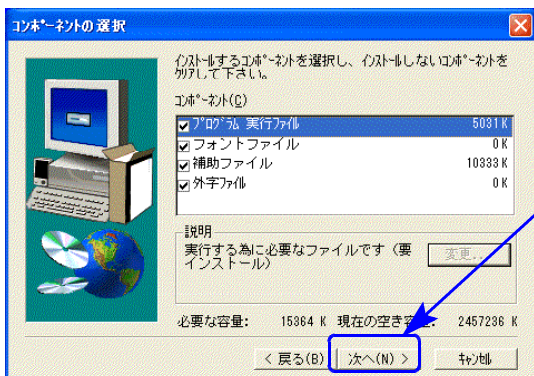 コンポーネントの選択
インストールするコンポーネントを選択し、インストールしないコンポーネントを
クリアして下さい。
コンポーネント(C)
プログラム 実行ファイル 5031 K
フォントファイル 0 K
補助ファイル 10333 K
外字ファイル 0 K
説明
実行する為に必要なファイルです（要
インストール）
変更...
必要な容量: 15364 K 現在の空き容量: 2457236 K
< 戻る(B) 次へ(N) > キャンセル